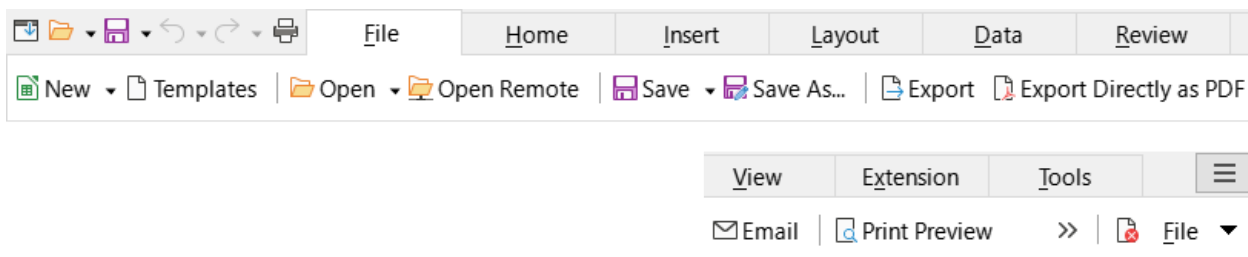 File Home Insert Layout Data Review
New Templates Open Open Remote Save Save As... Export Export Directly as PDF
View Extension Tools
Email Print Preview File